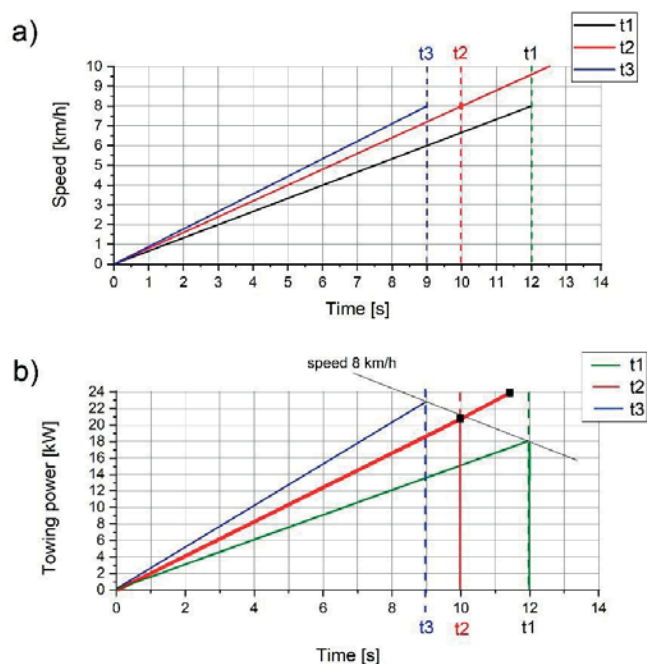 a)
t3 t2 t1
t1
t2
t3
10
9
8
7
6
5
4
3
2
1
0
Speed [km/h]
0 1 2 3 4 5 6 7 8 9 10 11 12 13 14
Time [s]
b)
speed 8 km/h
t1
t2
t3
24
22
20
18
16
14
12
10
8
6
4
2
0
Towing power [kW]
0 2 4 6 8 10 12 14
t3 t2 t1
Time [s]